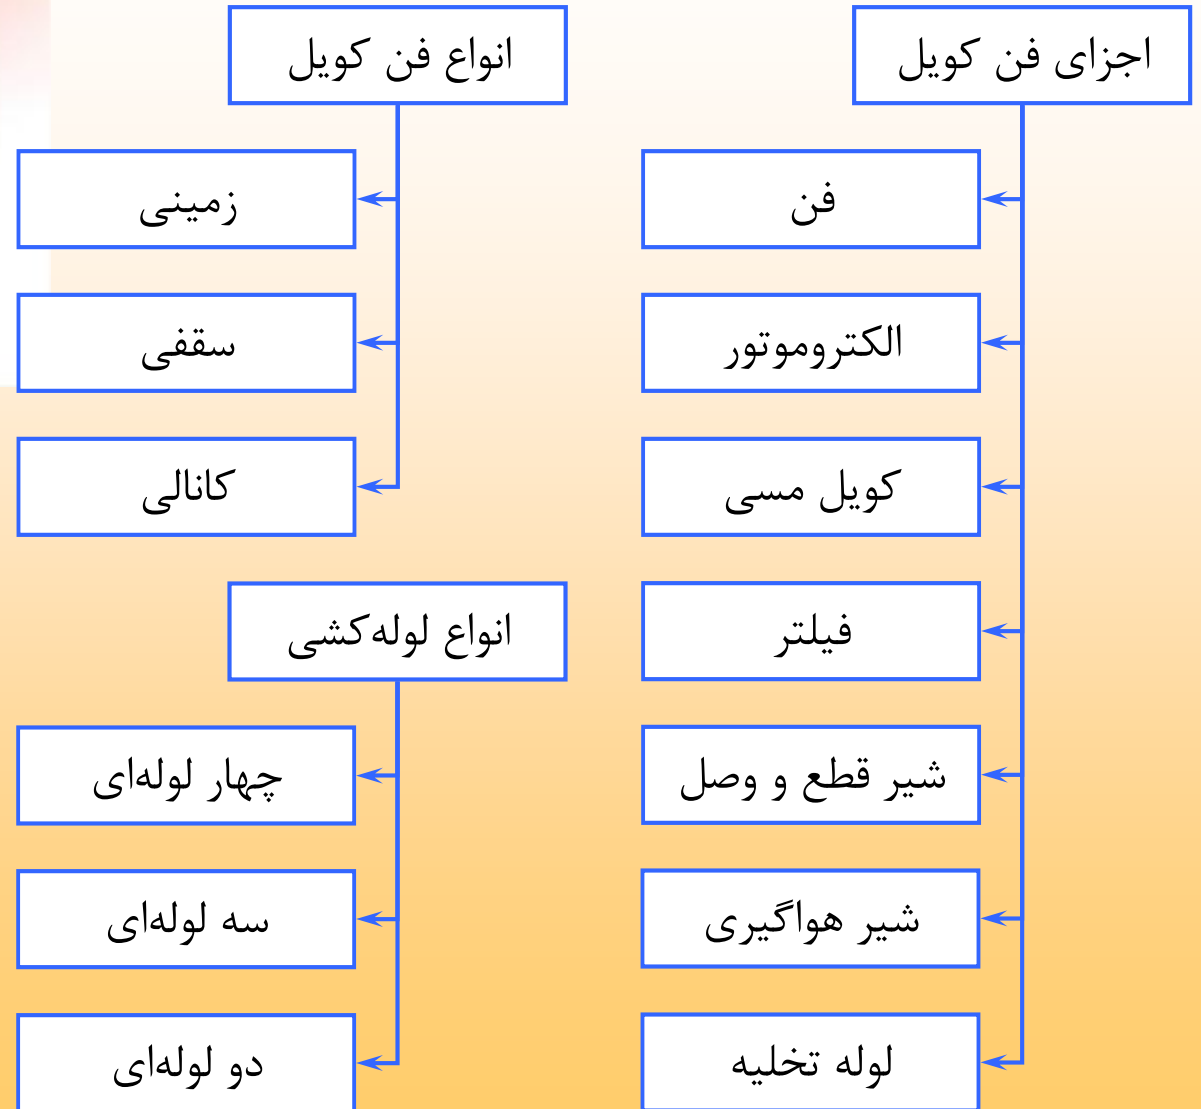 اجزای فن کویل
فن
الکتروموتور
کویل مسی
فیلتر
شیر قطع و وصل
شیر هواگیری
لوله تخلیه
انواع فن کویل
زمینی
سقفی
کانالی
انواع لوله‌کشی
چهار لوله‌ای
سه لوله‌ای
دو لوله‌ای